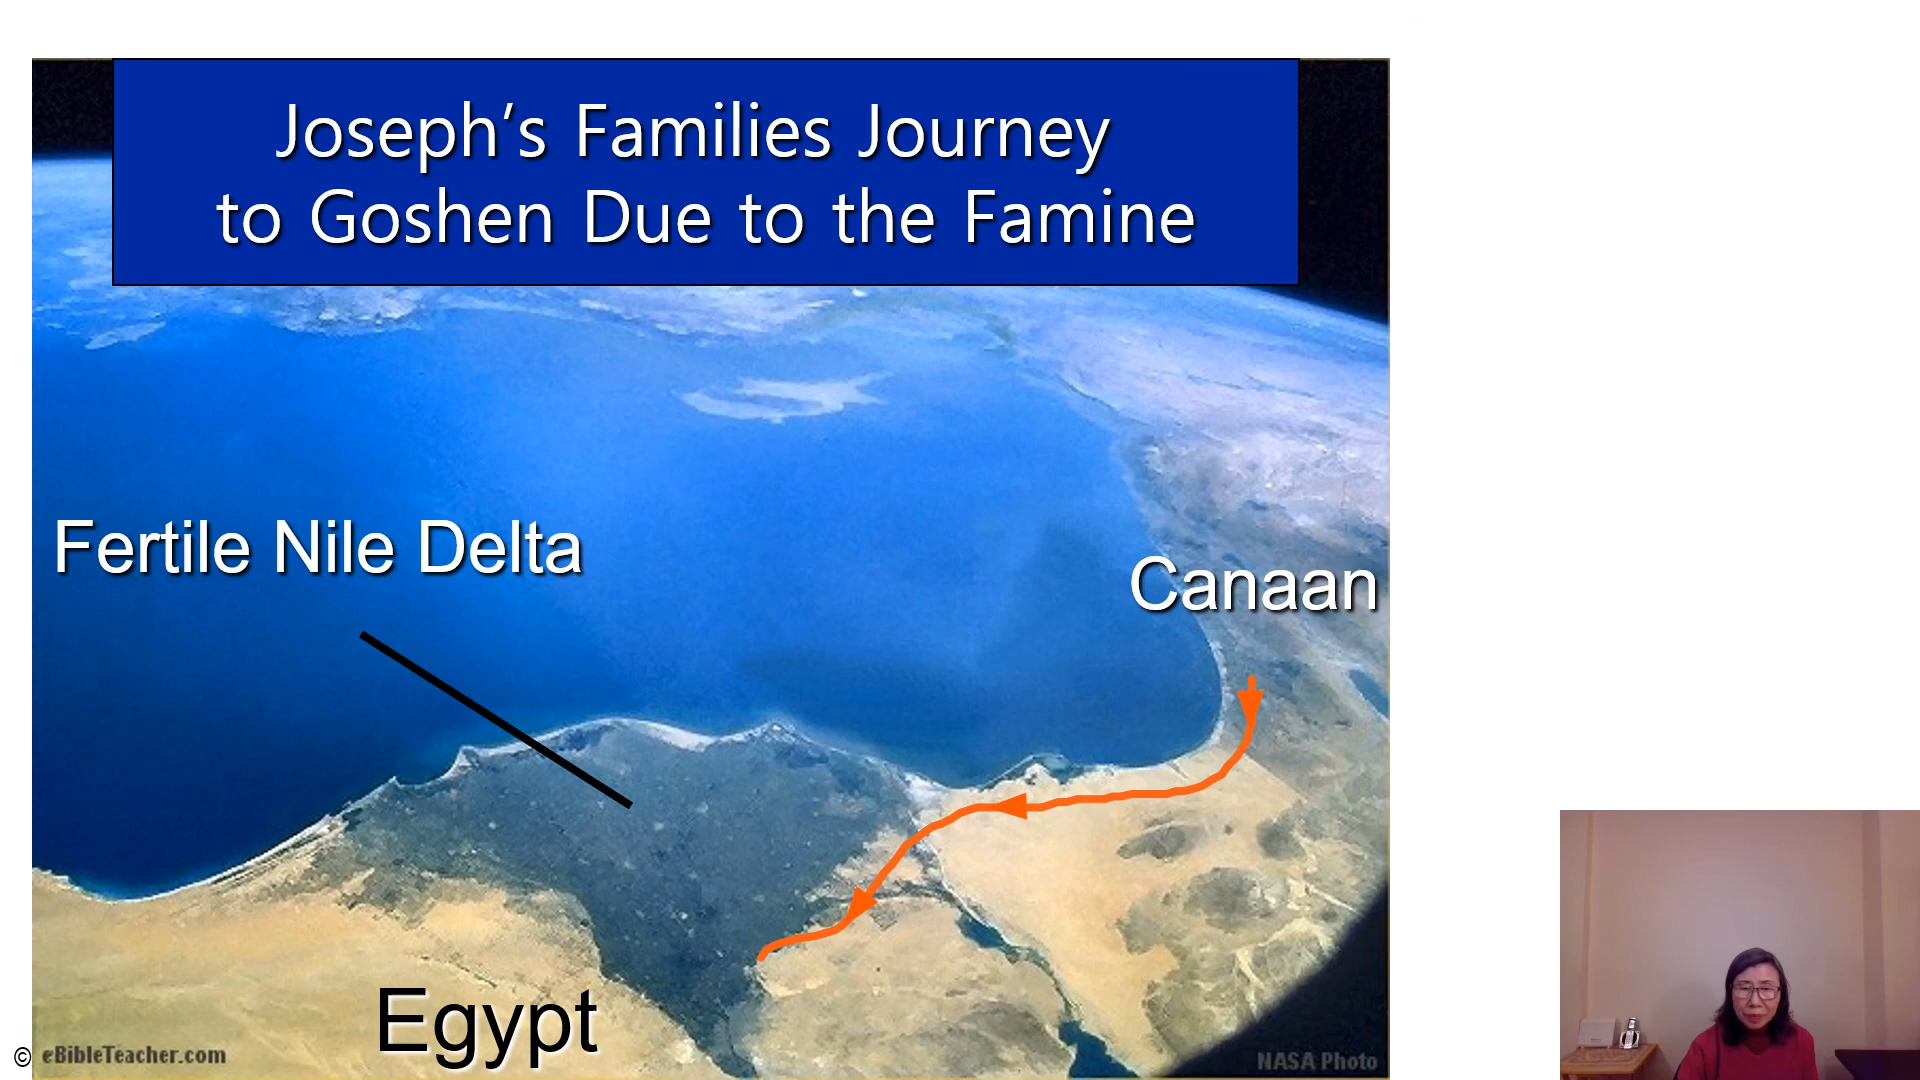 Joseph’s Families Journey
to Goshen Due to the Famine
Fertile Nile Delta
Canaan
Egypt
© eBibleTeacher.com
NASA Photo